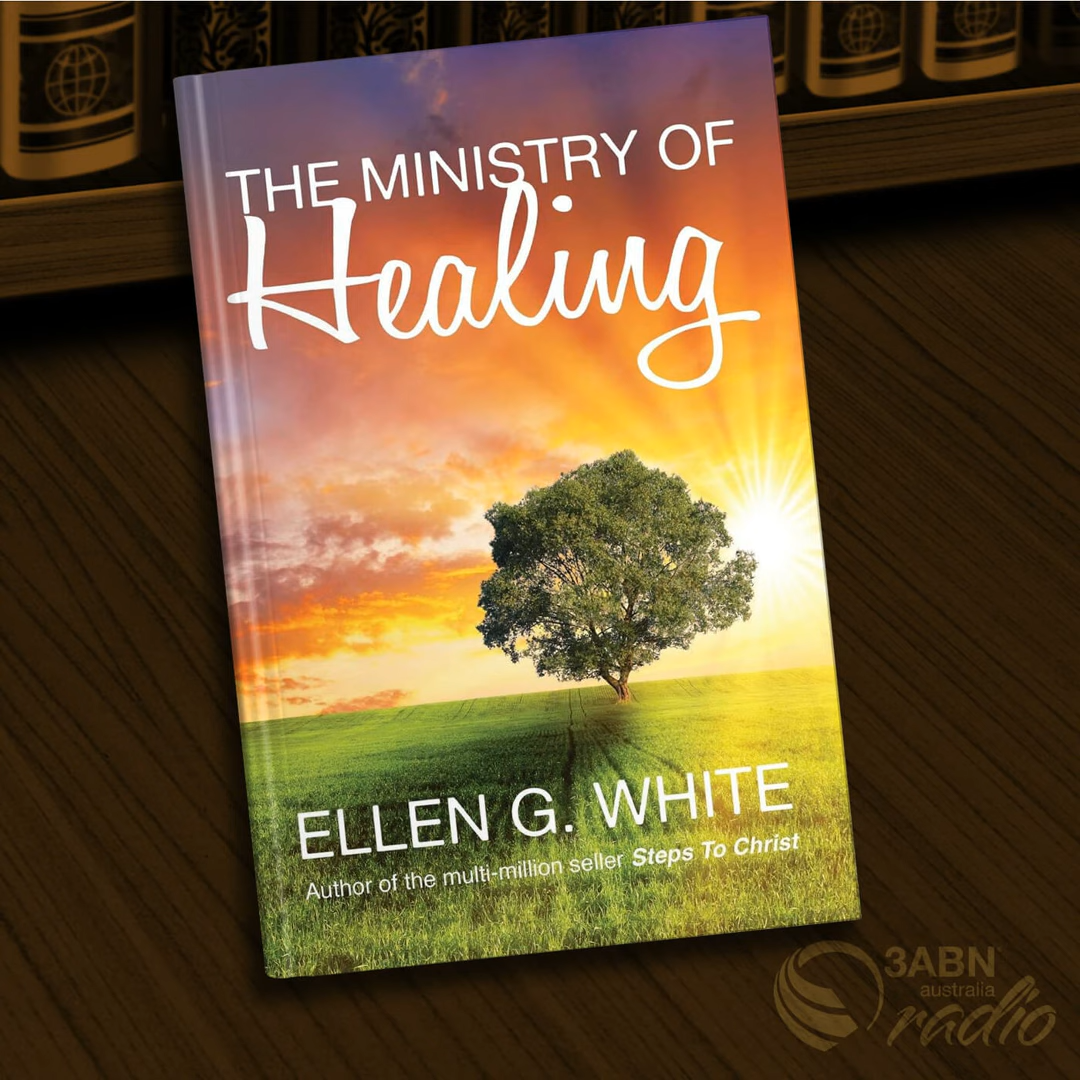 THE MINISTRY OF
Healing
ELLEN G. WHITE
Author of the multi-million seller Steps To Christ
3ABN
australia
radio